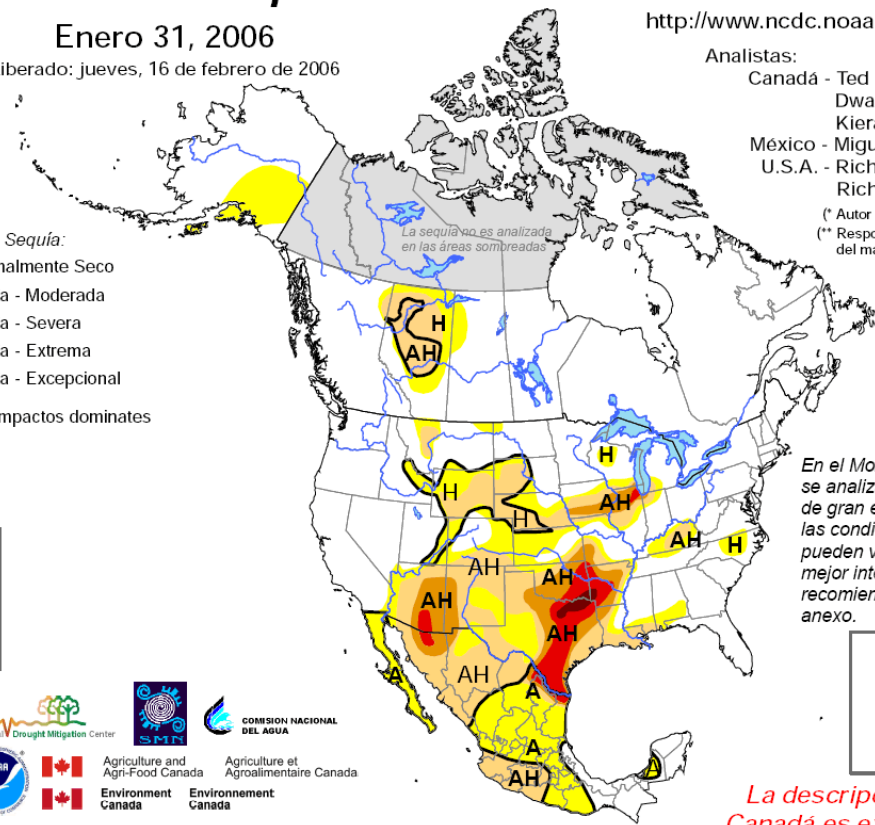 Enero 31, 2006
iberado: jueves, 16 de febrero de 2006
http://www.ncdc.noaa
Analistas:
Canadá - Ted
Dwa
Kiera
México - Migu
U.S.A. - Rich
Rich
(* Autor
(** Respo
del ma
La sequía no es analizada
en las áreas sombreadas
Sequía:
nalmente Seco
a - Moderada
a - Severa
a - Extrema
a - Excepcional
mpactos dominates
H
AH
H
H
H
AH
AH
H
AH
AH
AH
AH
A
AH
A
A
AH
A
En el Mo
se analiz
de gran e
las condi
pueden v
mejor inte
recomien
anexo.
Drought Mitigation Center
SMN
COMISION NACIONAL
DEL AGUA
Agriculture and
Agri-Food Canada
Agriculture et
Agroalimentaire Canada
Environment
Canada
Environnement
Canada
La descripc
Canadá es e